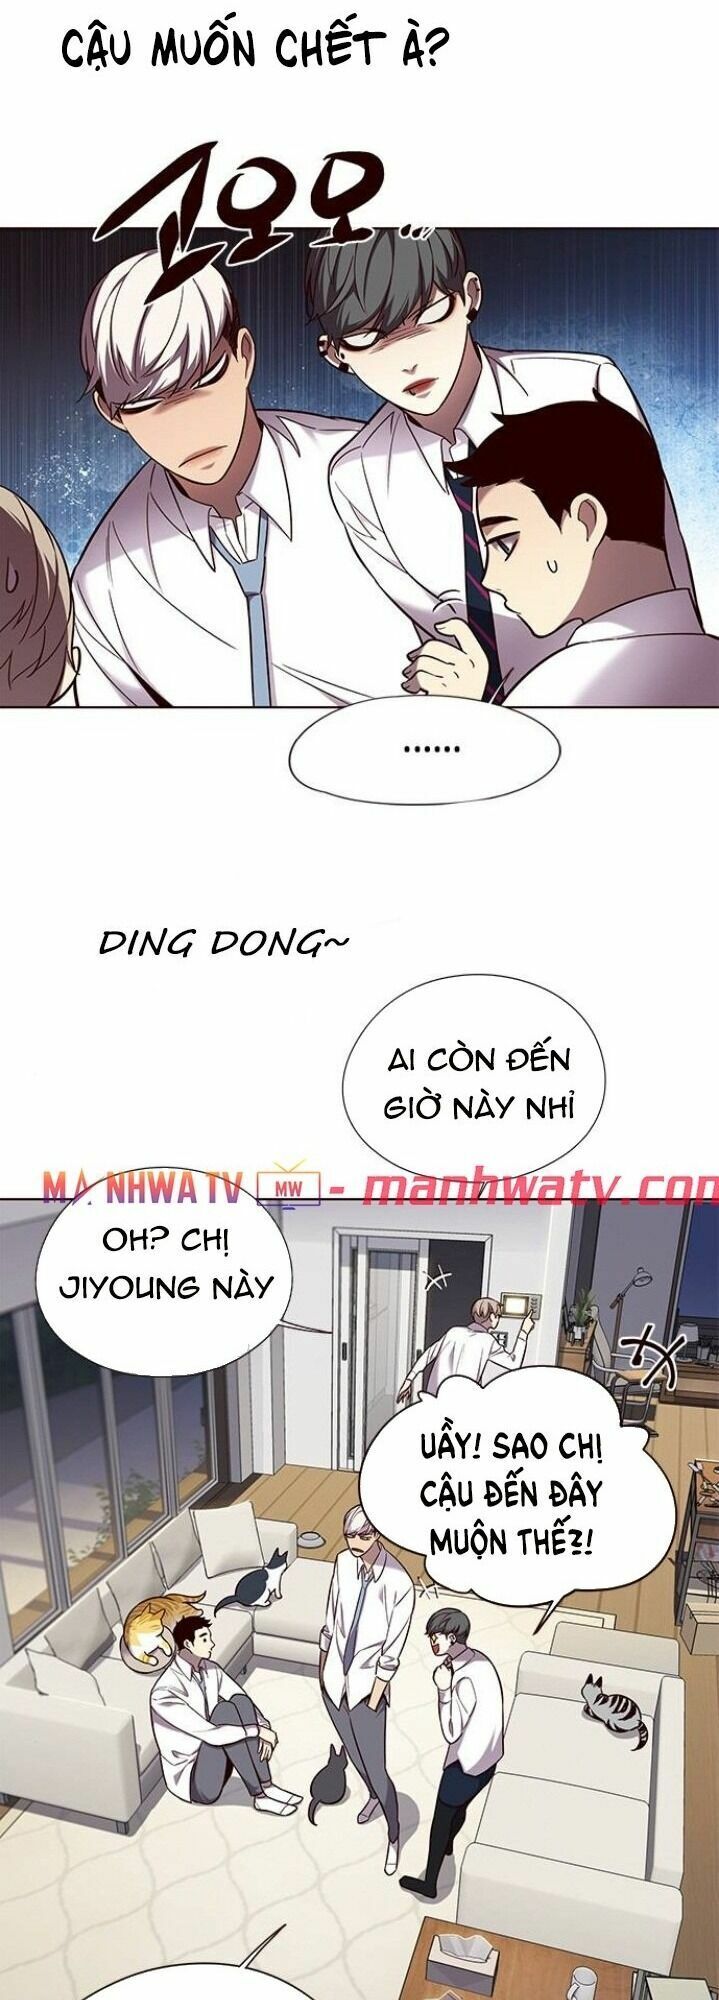 CẬU MUỐN CHẾT À?
고오오...
......
DING DONG~
AI CÒN ĐẾN
GIỜ NÀY NHỈ
MANHWATV MW - manhwatv.com
OH? CHỊ
JIYOUNG NÀY
UẦY! SAO CHỊ
CẬU ĐẾN ĐÂY
MUỘN THẾ?!